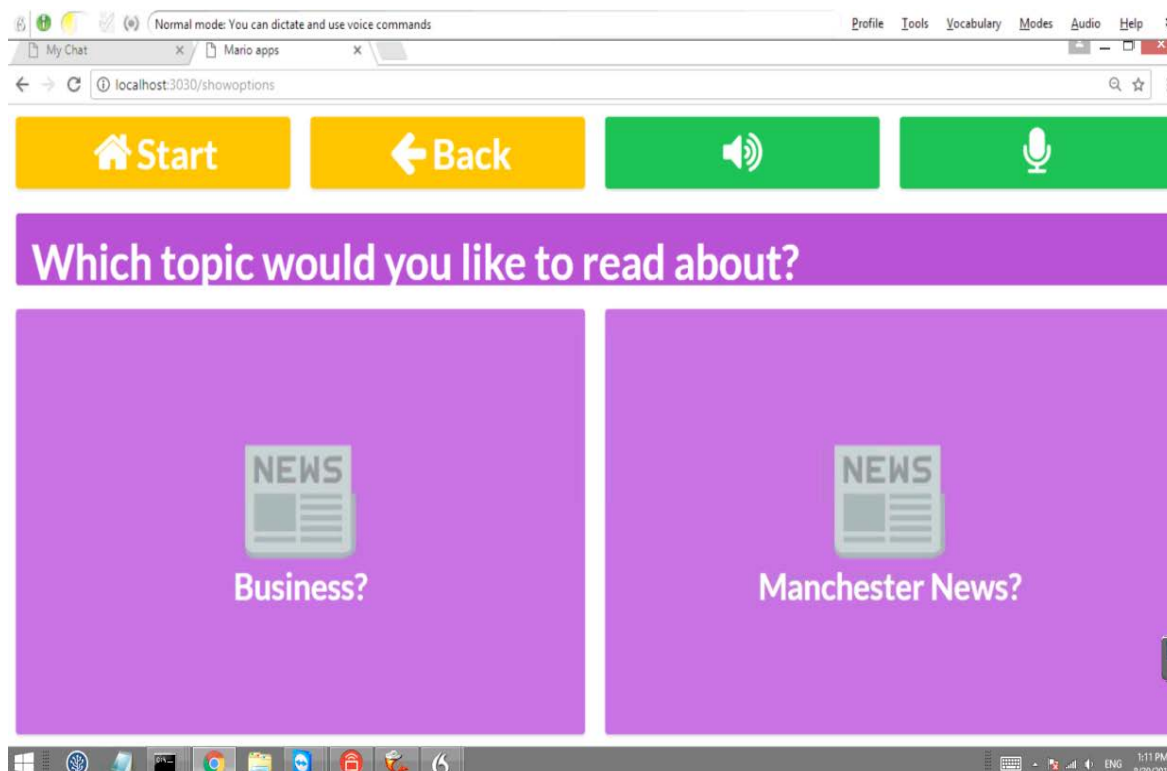 Normal mode: You can dictate and use voice commands
Profile Tools Vocabulary Modes Audio Help
My Chat
Mario apps
localhost:3030/showoptions
Start
Back
Which topic would you like to read about?
NEWS
Business?
NEWS
Manchester News?
ENG
1:11 PM